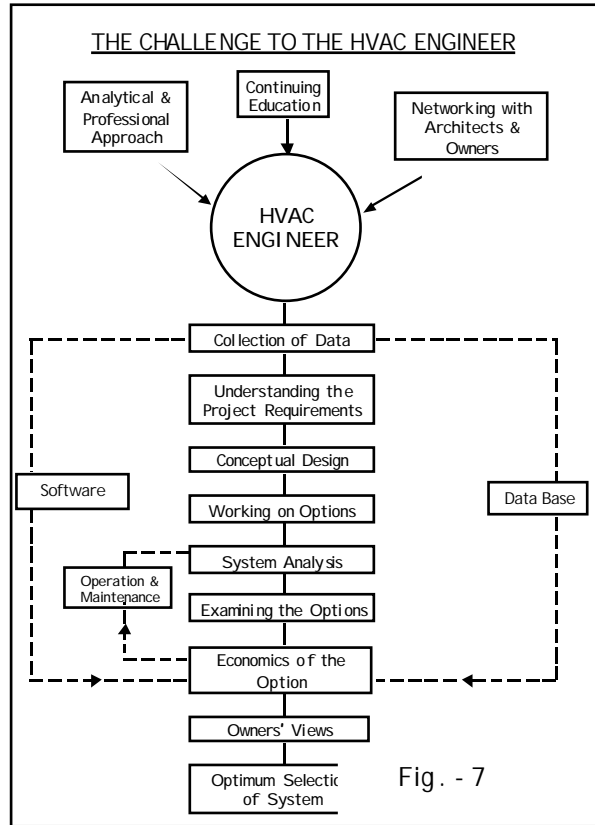 THE CHALLENGE TO THE HVAC ENGINEER
Analytical &
Professional
Approach
Continuing
Education
Networking with
Architects &
Owners
HVAC
ENGINEER
Collection of Data
Understanding the
Project Requirements
Conceptual Design
Software
Data Base
Working on Options
System Analysis
Operation &
Maintenance
Examining the Options
Economics of the
Option
Owners' Views
Optimum Selectic
of System
Fig. - 7